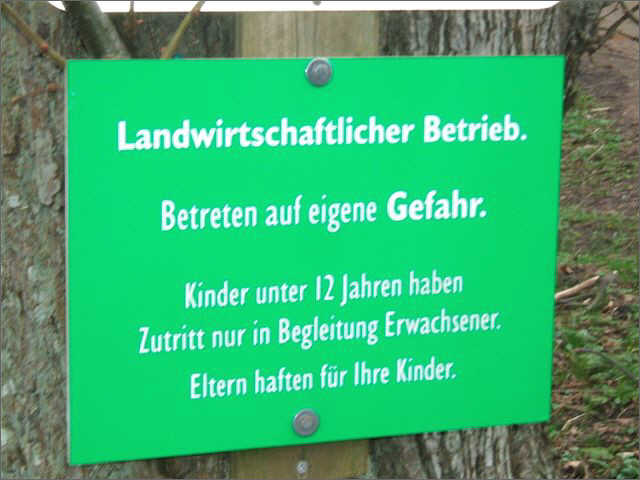 Landwirtschaftlicher Betrieb.
Betreten auf eigene Gefahr.
Kinder unter 12 Jahren haben
Zutritt nur in Begleitung Erwachsener.
Eltern haften für Ihre Kinder.